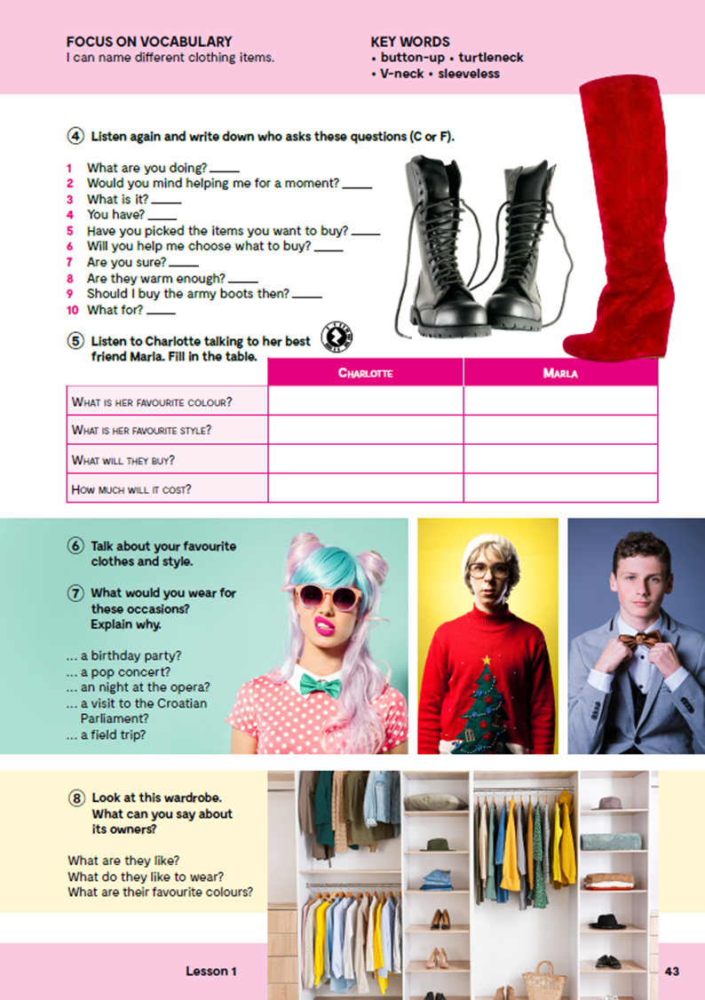 FOCUS ON VOCABULARY
I can name different clothing items.
KEY WORDS
• button-up • turtleneck
• V-neck • sleeveless
4 Listen again and write down who asks these questions (C or F).
1 What are you doing? _____
2 Would you mind helping me for a moment? _____
3 What is it? _____
4 You have? _____
5 Have you picked the items you want to buy? _____
6 Will you help me choose what to buy? _____
7 Are you sure? _____
8 Are they warm enough? _____
9 Should I buy the army boots then? _____
10 What for? _____
5 Listen to Charlotte talking to her best
friend Marla. Fill in the table.
CHARLOTTE MARLA
WHAT IS HER FAVOURITE COLOUR?
WHAT IS HER FAVOURITE STYLE?
WHAT WILL THEY BUY?
HOW MUCH WILL IT COST?
6 Talk about your favourite
clothes and style.
7 What would you wear for
these occasions?
Explain why.
... a birthday party?
... a pop concert?
... an night at the opera?
... a visit to the Croatian
Parliament?
... a field trip?
8 Look at this wardrobe.
What can you say about
its owners?
What are they like?
What do they like to wear?
What are their favourite colours?
Lesson 1
43